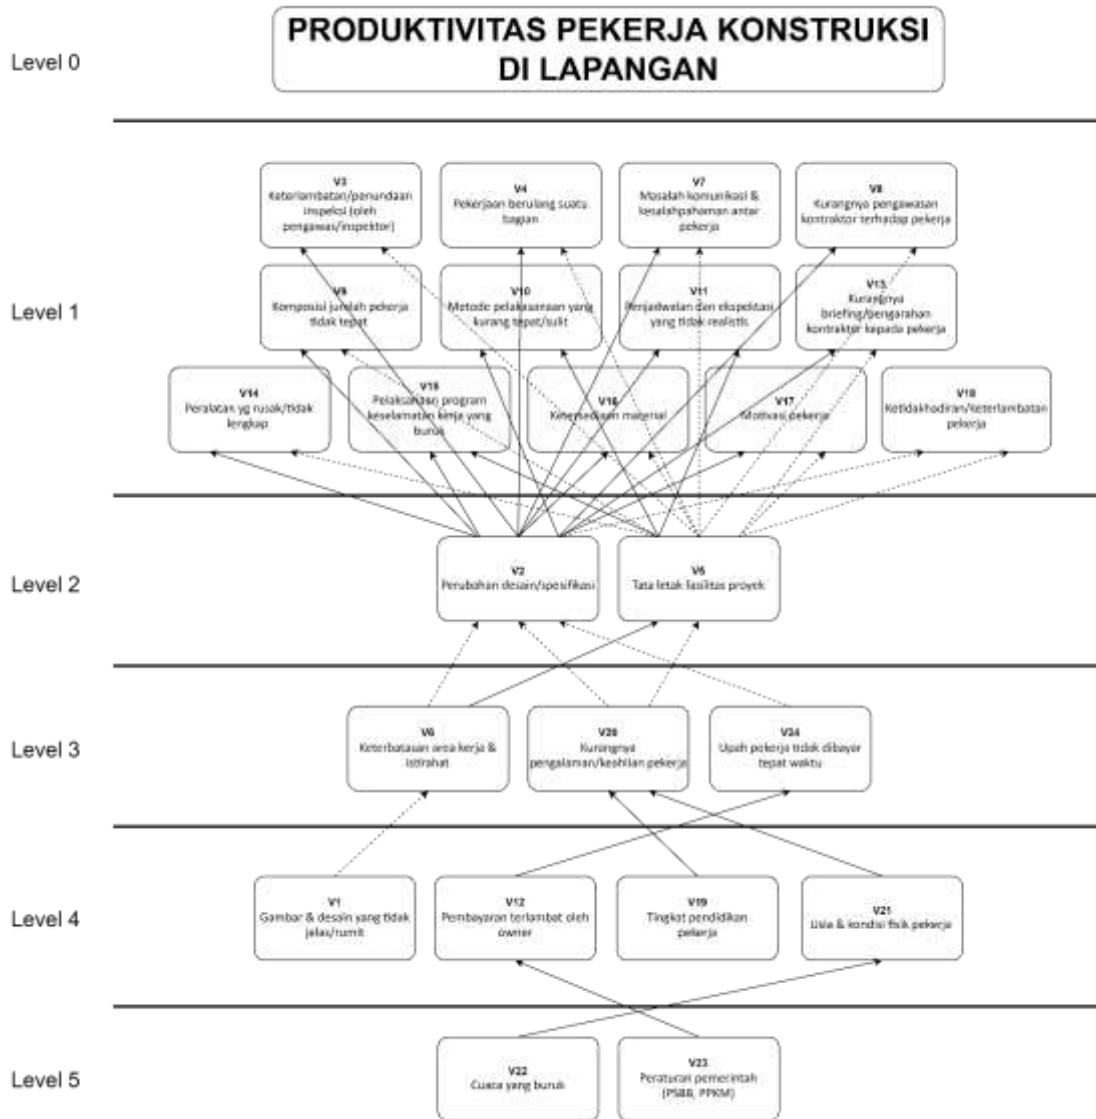 PRODUKTIVITAS PEKERJA KONSTRUKSI
DI LAPANGAN
Level 0
V3
Keterlambatan/penundaan
inspeksi (oleh
pengawas/inspektor)
V4
Pekerjaan berulang suatu
bagian
V7
Masalah komunikasi &
kesalahpahaman antar
pekerja
V8
Kurangnya pengawasan
kontraktor terhadap pekerja
Level 1
V9
Komposisi jumlah pekerja
tidak tepat
V10
Metode pelaksanaan yang
kurang tepat/sulit
V11
Penjadwalan dan ekspektasi
yang tidak realistis
V13
Kurangnya
briefing/pengarahan
kontraktor kepada pekerja
V14
Peralatan yg rusak/tidak
lengkap
V15
Pelaksanaan program
keselamatan kerja yang
buruk
V16
Ketersediaan material
V17
Motivasi pekerja
V18
Ketidakhadiran/keterlambatan
pekerja
Level 2
V2
Perubahan desain/spesifikasi
Tata letak fasilitas proyek
Level 3
V6
Keterbatasan area kerja &
istirahat
V20
Kurangnya
pengalaman/keahlian pekerja
V24
Upah pekerja tidak dibayar
tepat waktu
Level 4
V1
Gambar & desain yang tidak
jelas/rumit
V12
Pembayaran terlambat oleh
owner
V19
Tingkat pendidikan
pekerja
V21
Usia & kondisi fisik pekerja
Level 5
V22
Cuaca yang buruk
V23
Peraturan pemerintah
(PSBB, PPKM)